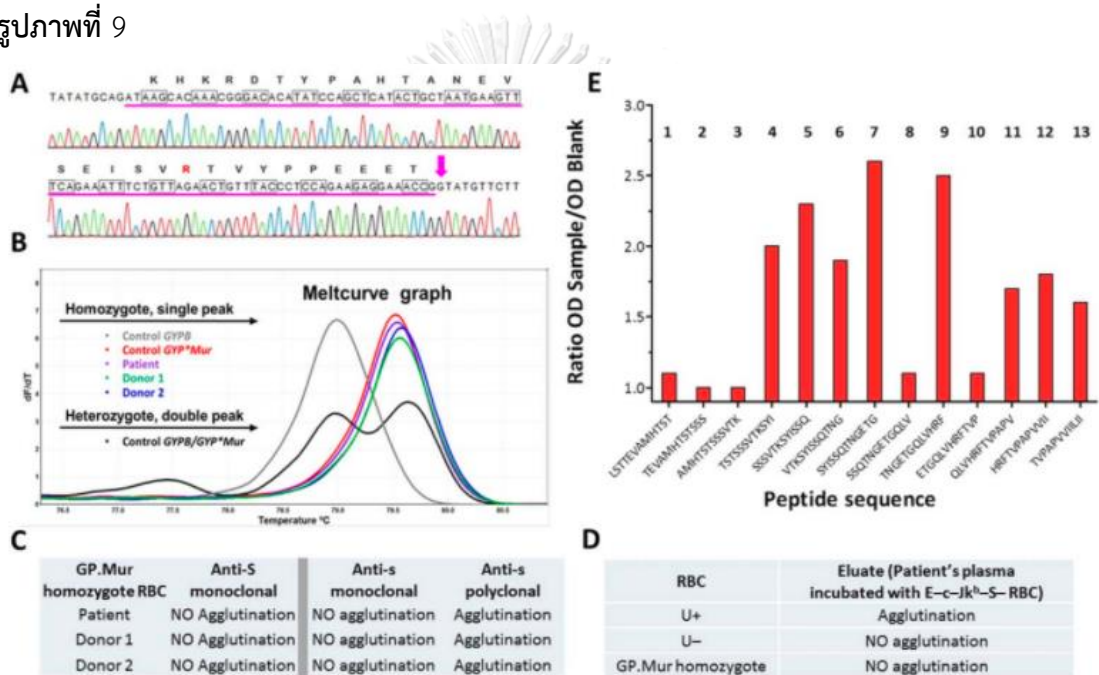 รูปภาพที่ 9
A
K H K R D T Y P A H T A N E V
TATATGCAGATAAGCACAAACGGGACACATATCCAGCTCATACTGCTAATGAAGTT
S E I S V R T V Y P P E E E T
TCAGAAATTTCTGTTAGAACTGTTTACCCTCCAGAAGAGGAAACCGGTATGTTCTT
B
Meltcurve graph
Homozygote, single peak
Control GYPB
Control GYP*Mur
Patient
Donor 1
Donor 2
Heterozygote, double peak
Control GYPB/GYP*Mur
dF/dT
Temperature °C
E
Ratio OD Sample/OD Blank
3.0
2.5
2.0
1.5
1.0
1 2 3 4 5 6 7 8 9 10 11 12 13
LSTTEVAMHTST
TEVAMHTSTSSS
AMHTSTSSSVTK
TSTSSSVTKSYI
SSSVTKSYISSQ
VTKSYISSQTNG
SYISSQTNGETG
SSQTNGETGQLV
TNGETGQLVHRF
ETGQLVHRFTVP
QLVHRFTVPAPV
HRFTVPAPVVII
TVPAPVVIILII
Peptide sequence
C
GP.Mur homozygote RBC Anti-S monoclonal Anti-s monoclonal Anti-s polyclonal
Patient NO Agglutination NO agglutination Agglutination
Donor 1 NO Agglutination NO agglutination Agglutination
Donor 2 NO Agglutination NO agglutination Agglutination
D
RBC Eluate (Patient's plasma incubated with E–c–Jkᵇ–S– RBC)
U+ Agglutination
U– NO agglutination
GP.Mur homozygote NO agglutination